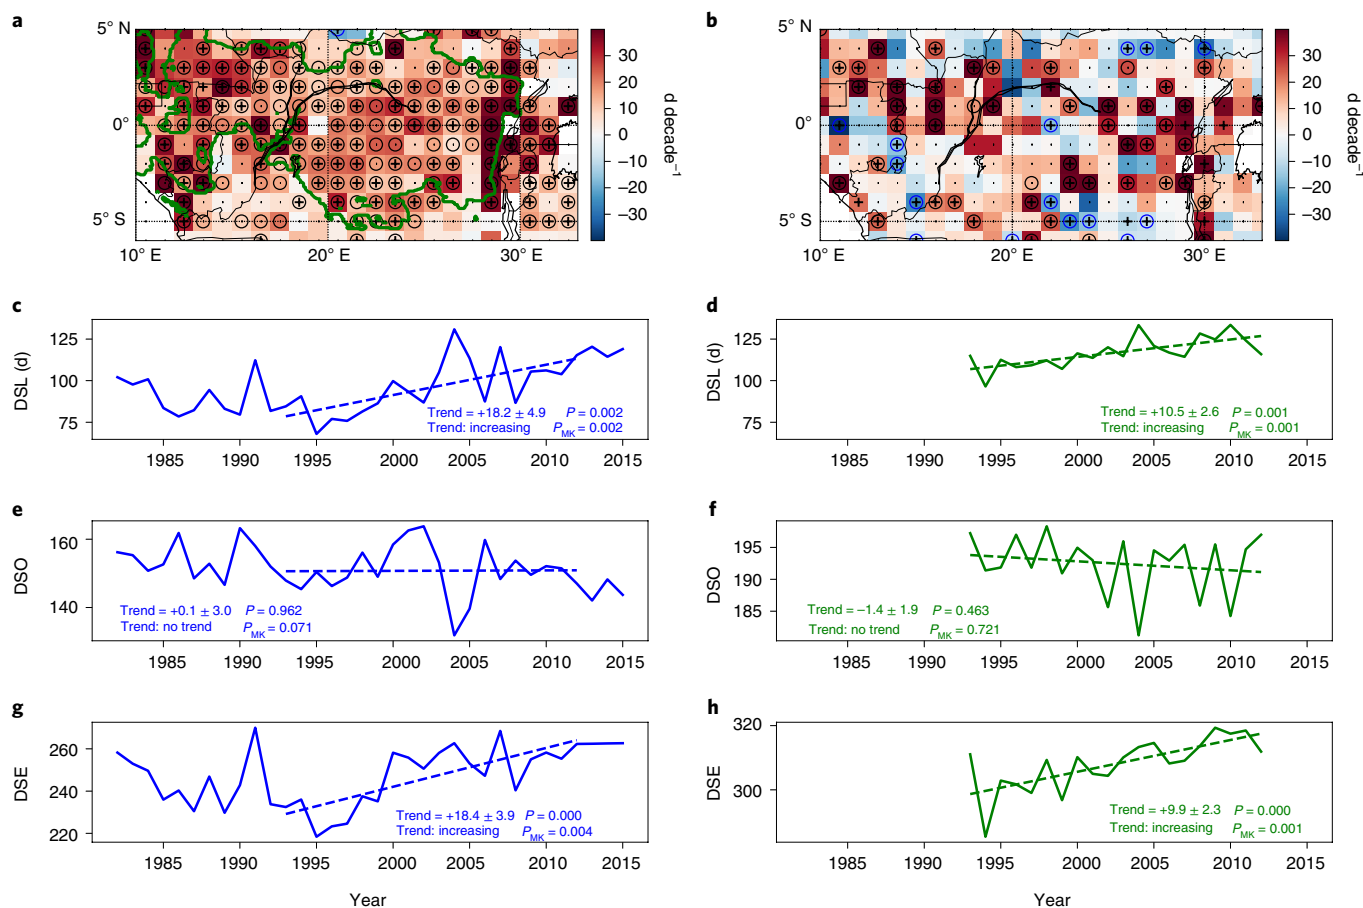 a
b
5° N
0°
5° S
10° E
20° E
30° E
30
20
10
0
−10
−20
−30
d decade⁻¹
5° N
0°
5° S
10° E
20° E
30° E
30
20
10
0
−10
−20
−30
d decade⁻¹
c
DSL (d)
125
100
75
Trend = +18.2 ± 4.9 P = 0.002
Trend: increasing PMK = 0.002
1985 1990 1995 2000 2005 2010 2015
d
DSL (d)
125
100
75
Trend = +10.5 ± 2.6 P = 0.001
Trend: increasing PMK = 0.001
1985 1990 1995 2000 2005 2010 2015
e
DSO
160
140
Trend = +0.1 ± 3.0 P = 0.962
Trend: no trend PMK = 0.071
1985 1990 1995 2000 2005 2010 2015
f
DSO
195
190
185
Trend = −1.4 ± 1.9 P = 0.463
Trend: no trend PMK = 0.721
1985 1990 1995 2000 2005 2010 2015
g
DSE
260
240
220
Trend = +18.4 ± 3.9 P = 0.000
Trend: increasing PMK = 0.004
1985 1990 1995 2000 2005 2010 2015
Year
h
DSE
320
300
Trend = +9.9 ± 2.3 P = 0.000
Trend: increasing PMK = 0.001
1985 1990 1995 2000 2005 2010 2015
Year